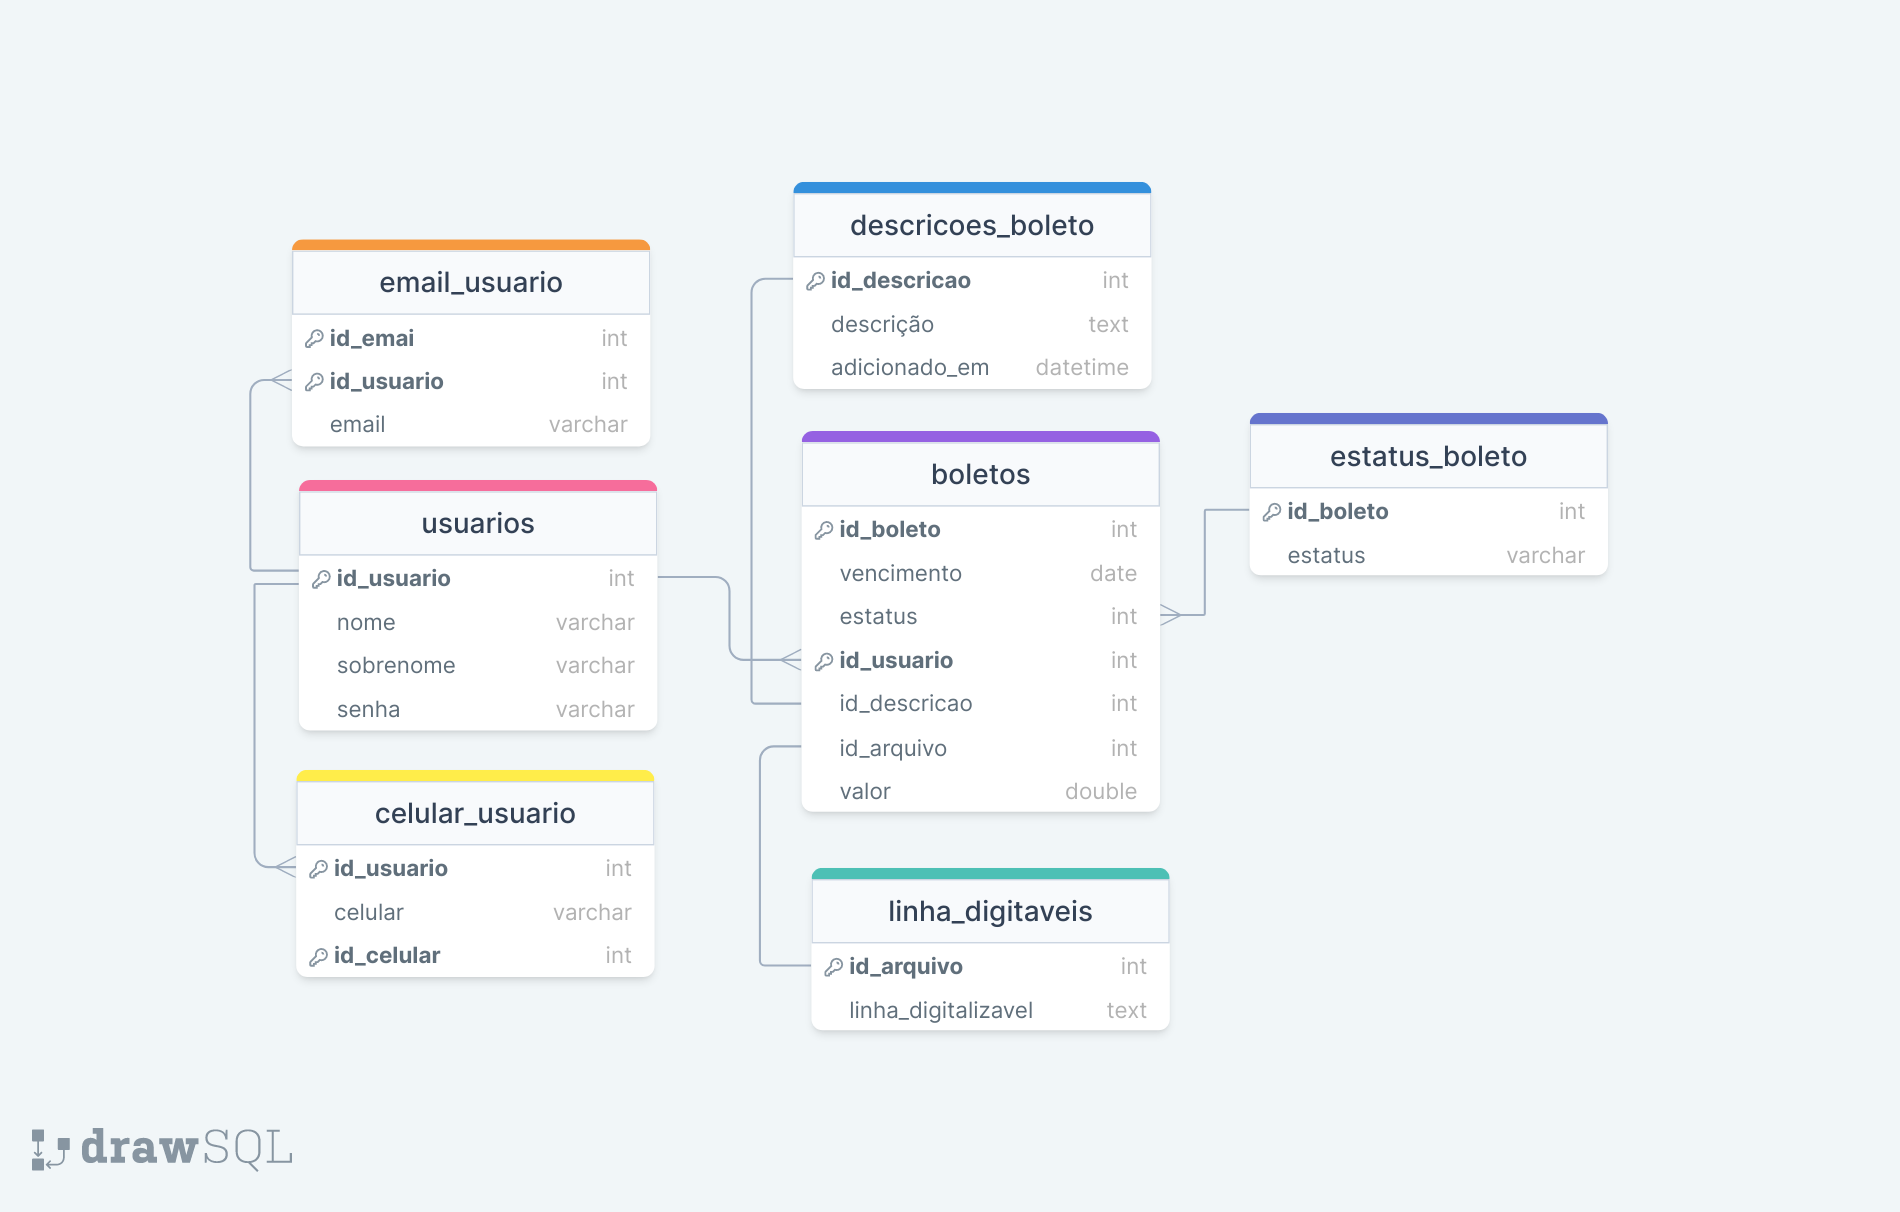 email_usuario
id_emai int
id_usuario int
email varchar
usuarios
id_usuario int
nome varchar
sobrenome varchar
senha varchar
celular_usuario
id_usuario int
celular varchar
id_celular int
descricoes_boleto
id_descricao int
descrição text
adicionado_em datetime
boletos
id_boleto int
vencimento date
estatus int
id_usuario int
id_descricao int
id_arquivo int
valor double
linha_digitaveis
id_arquivo int
linha_digitalizavel text
estatus_boleto
id_boleto int
estatus varchar
drawSQL